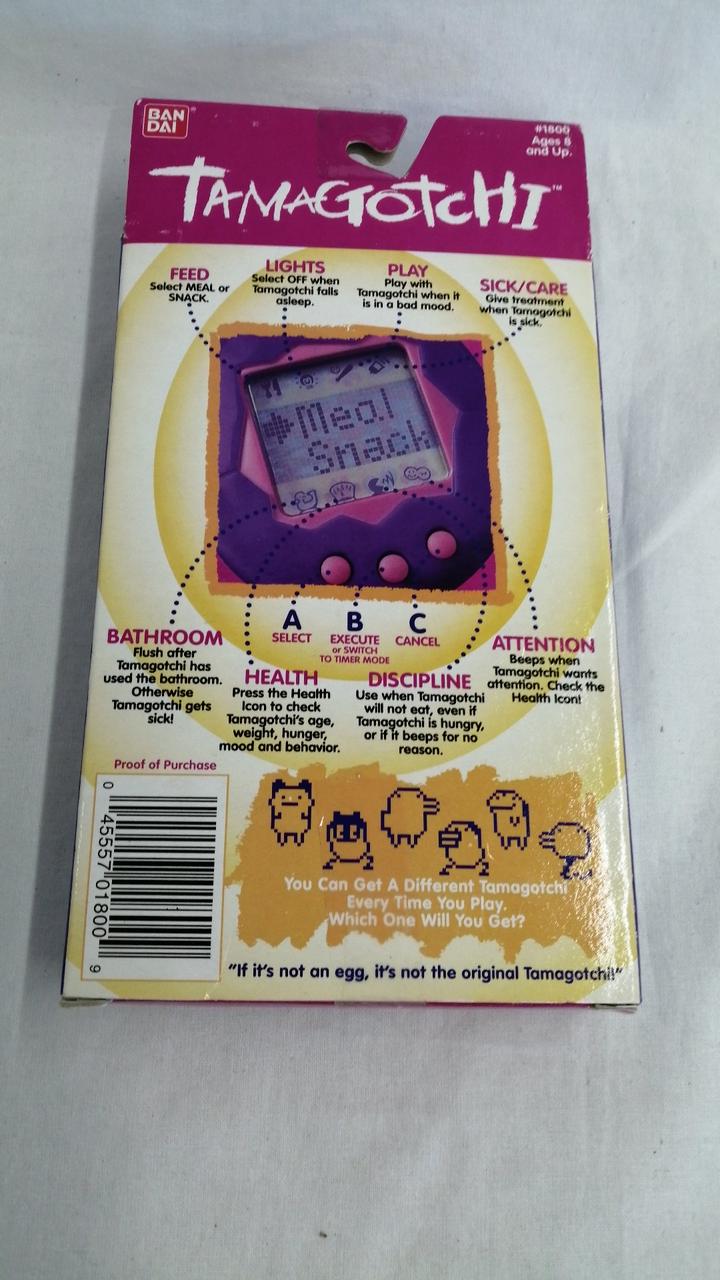 BAN
DAI
#1800
Ages 8
and Up.
TAMAGOTCHI™
FEED
Select MEAL or
SNACK.
LIGHTS
Select OFF when
Tamagotchi falls
asleep.
PLAY
Play with
Tamagotchi when it
is in a bad mood.
SICK/CARE
Give treatment
when Tamagotchi
is sick.
Meal
Snack
A
SELECT
B
EXECUTE
or SWITCH
TO TIMER MODE
C
CANCEL
BATHROOM
Flush after
Tamagotchi has
used the bathroom.
Otherwise
Tamagotchi gets
sick!
HEALTH
Press the Health
Icon to check
Tamagotchi's age,
weight, hunger,
mood and behavior.
DISCIPLINE
Use when Tamagotchi
will not eat, even if
Tamagotchi is hungry,
or if it beeps for no
reason.
ATTENTION
Beeps when
Tamagotchi wants
attention. Check the
Health Icon!
Proof of Purchase
0 45557 01800 9
You Can Get A Different Tamagotchi
Every Time You Play.
Which One Will You Get?
"If it's not an egg, it's not the original Tamagotchi!"